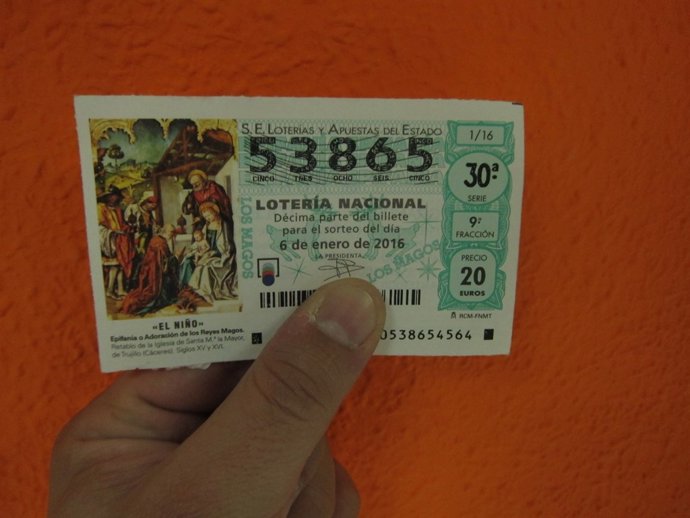 S.E. LOTERÍAS Y APUESTAS DEL ESTADO
53865
CINCO TRES OCHO SEIS CINCO
LOTERÍA NACIONAL
Décima parte del billete
para el sorteo del día
6 de enero de 2016
LA PRESIDENTA,
LOS MAGOS
LOS MAGOS
1/16
30ª
SERIE
9ª
FRACCIÓN
PRECIO
20
EUROS
RCM-FNMT
0538654564
«EL NIÑO»
Epifanía o Adoración de los Reyes Magos.
Retablo de la Iglesia de Santa M.ª la Mayor,
de Trujillo (Cáceres). Siglos XV y XVI.